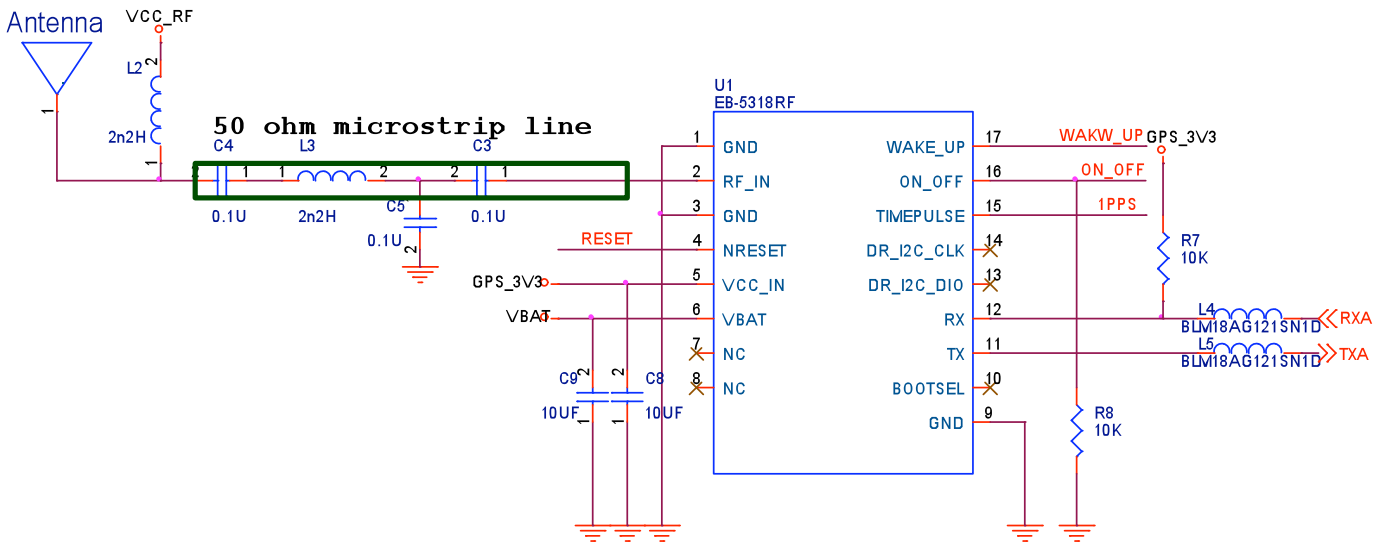 Antenna
VCC_RF
1
2
L2
2n2H
1
50 ohm microstrip line
C4
L3
C3
2
1
1
2
2
1
0.1U
2n2H
C5
1
0.1U
0.1U
2
U1
EB-5318RF
1
GND
2
RF_IN
3
GND
RESET
4
NRESET
GPS_3V3
5
VCC_IN
VBAT
6
VBAT
7
NC
8
NC
2
C9
10UF
1
2
C8
10UF
1
WAKE_UP
17
WAKW_UP
GPS_3V3
ON_OFF
16
ON_OFF
TIMEPULSE
15
1PPS
DR_I2C_CLK
14
DR_I2C_DIO
13
R7
10K
RX
12
L4
BLM18AG121SN1D
RXA
TX
11
L5
BLM18AG121SN1D
TXA
BOOTSEL
10
GND
9
R8
10K